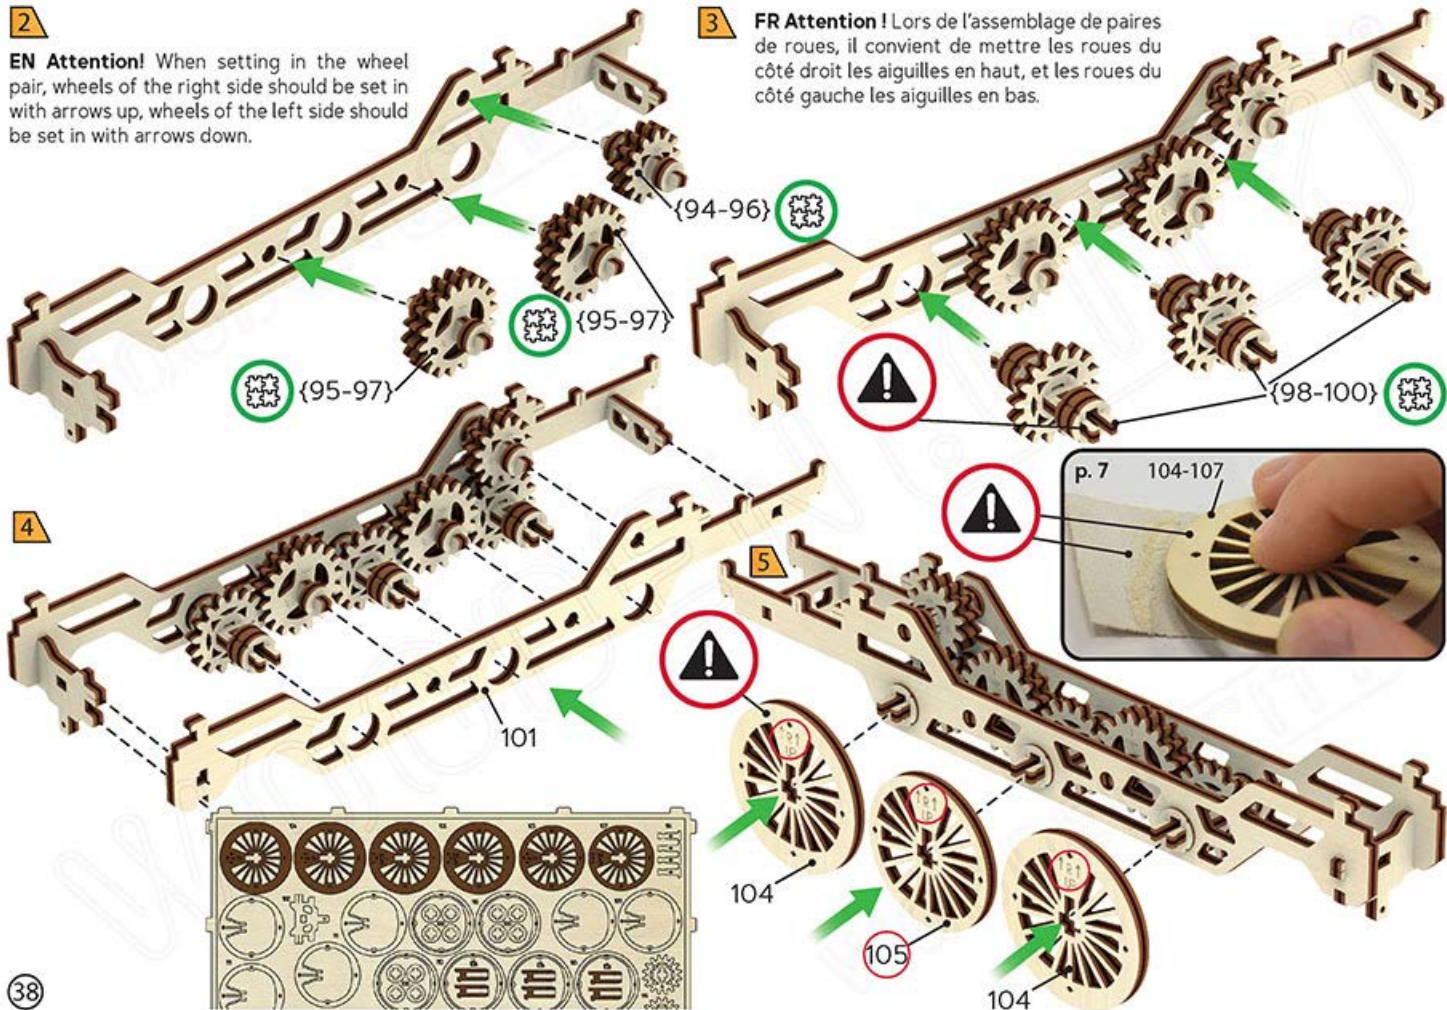 2
EN Attention! When setting in the wheel
pair, wheels of the right side should be set in
with arrows up, wheels of the left side should
be set in with arrows down.
{94-96}
{95-97}
{95-97}
3
FR Attention ! Lors de l'assemblage de paires
de roues, il convient de mettre les roues du
côté droit les aiguilles en haut, et les roues du
côté gauche les aiguilles en bas.
{98-100}
4
101
p. 7 104-107
5
↑R↑
UP
↑R↑
UP
↑R↑
UP
104
105
104
38